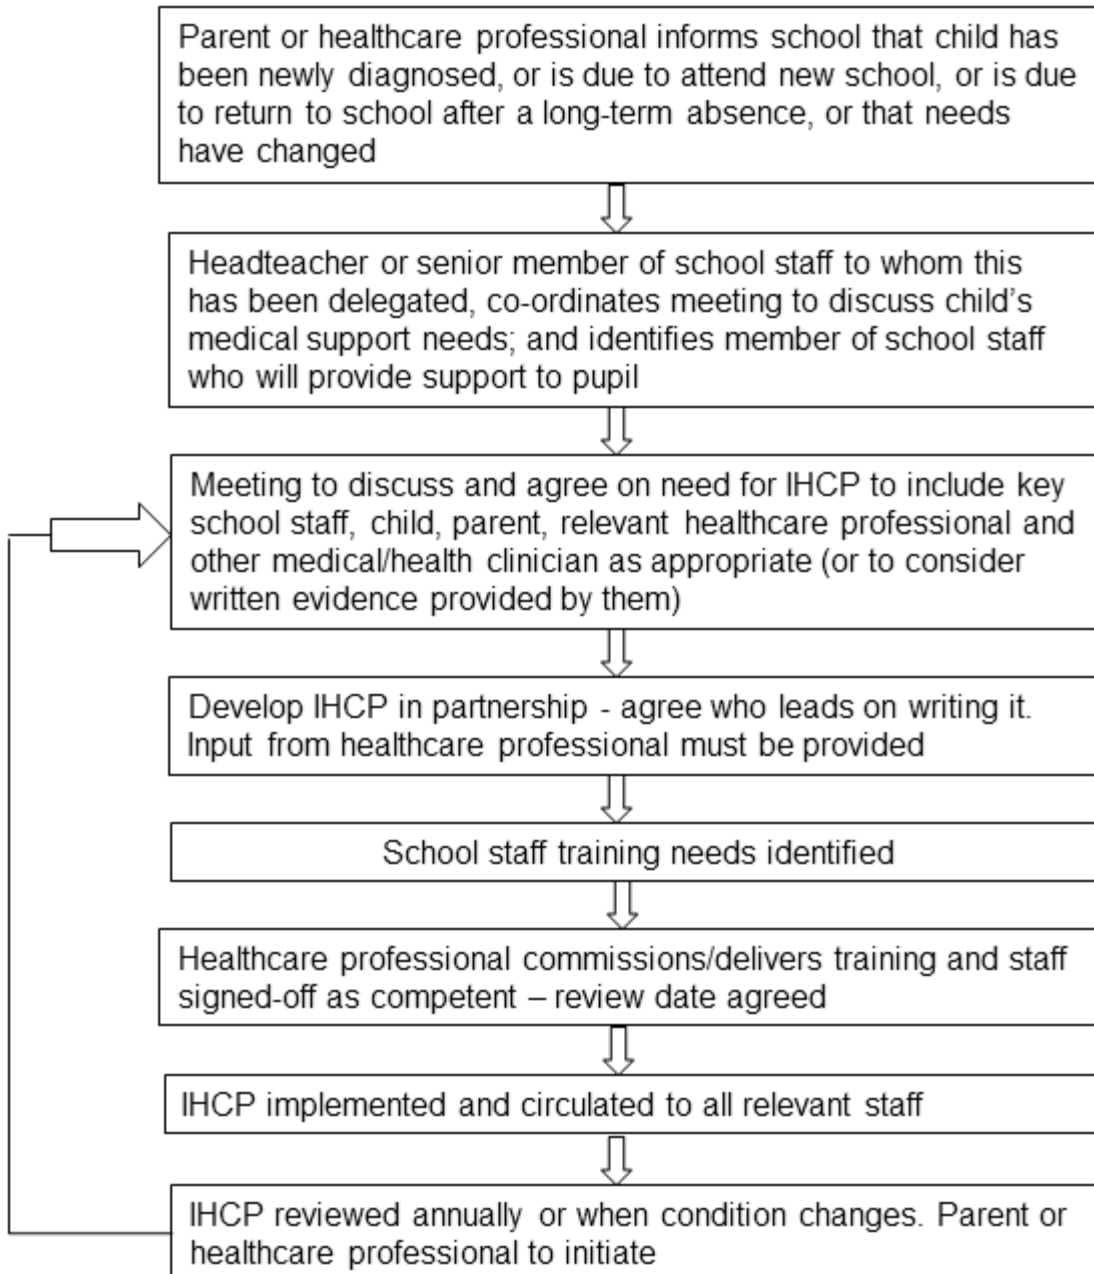 Parent or healthcare professional informs school that child has
been newly diagnosed, or is due to attend new school, or is due
to return to school after a long-term absence, or that needs
have changed
Headteacher or senior member of school staff to whom this
has been delegated, co-ordinates meeting to discuss child’s
medical support needs; and identifies member of school staff
who will provide support to pupil
Meeting to discuss and agree on need for IHCP to include key
school staff, child, parent, relevant healthcare professional and
other medical/health clinician as appropriate (or to consider
written evidence provided by them)
Develop IHCP in partnership - agree who leads on writing it.
Input from healthcare professional must be provided
School staff training needs identified
Healthcare professional commissions/delivers training and staff
signed-off as competent – review date agreed
IHCP implemented and circulated to all relevant staff
IHCP reviewed annually or when condition changes. Parent or
healthcare professional to initiate